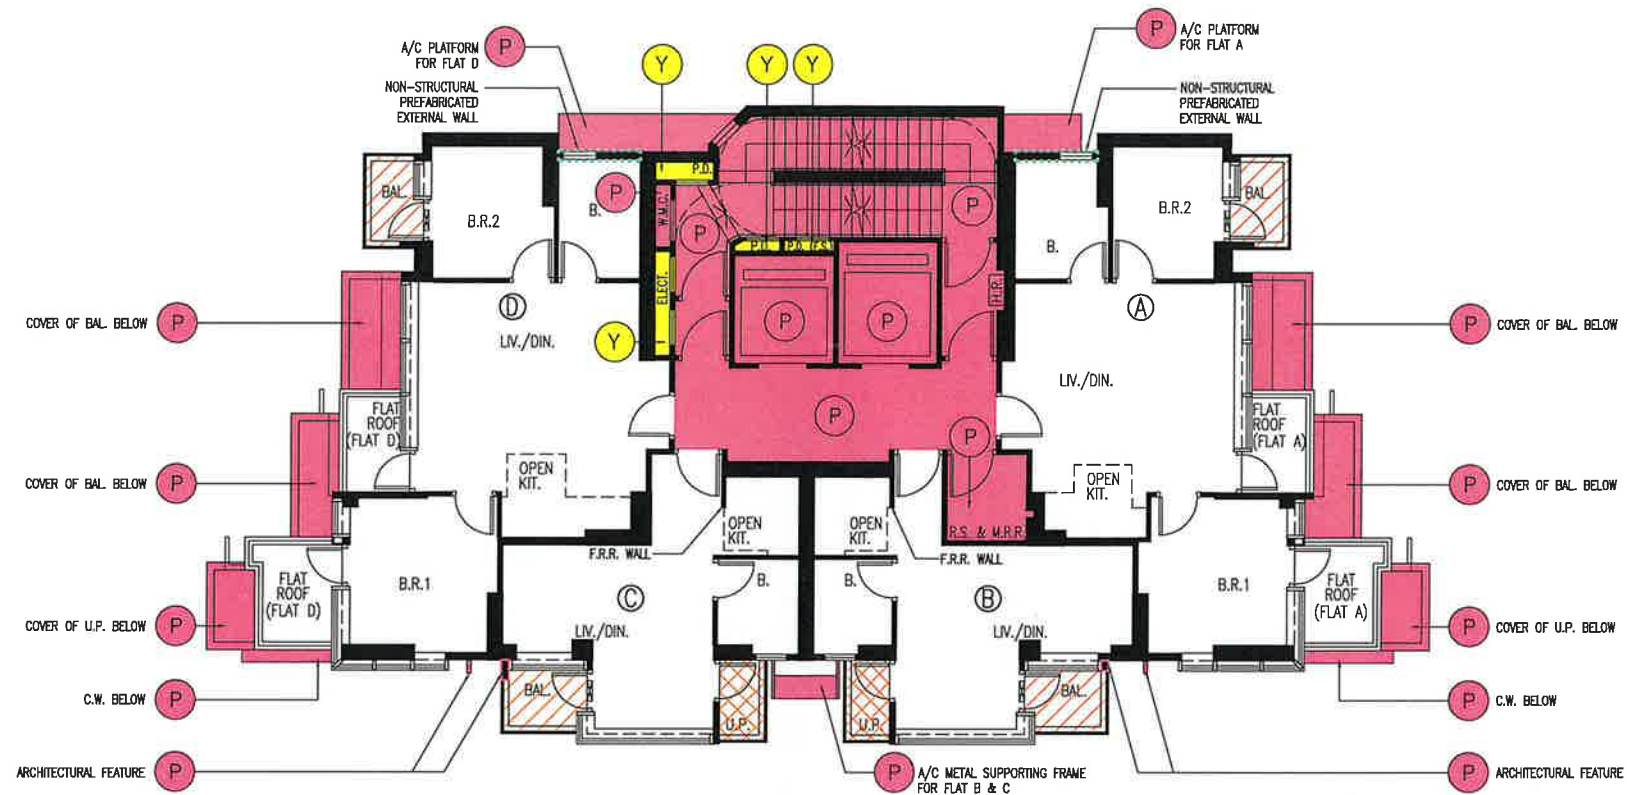 A/C PLATFORM
FOR FLAT D
P
P
A/C PLATFORM
FOR FLAT A
Y
Y
Y
NON-STRUCTURAL
PREFABRICATED
EXTERNAL WALL
NON-STRUCTURAL
PREFABRICATED
EXTERNAL WALL
P.D.
BAL.
B.R.2
P
B.
W.M.C.
P
P
B.
B.R.2
BAL.
P.D.
P.D. (F.S.)
ELECT.
H.R.
D
LIV./DIN.
Y
P
P
A
LIV./DIN.
COVER OF BAL. BELOW
P
P
COVER OF BAL. BELOW
FLAT
ROOF
(FLAT D)
P
P
FLAT
ROOF
(FLAT A)
COVER OF BAL. BELOW
P
OPEN
KIT.
OPEN
KIT.
P
COVER OF BAL. BELOW
OPEN
KIT.
OPEN
KIT.
R.S. & M.R.R.
F.R.R. WALL
F.R.R. WALL
FLAT
ROOF
(FLAT D)
B.R.1
C
B.
B.
B
B.R.1
FLAT
ROOF
(FLAT A)
COVER OF U.P. BELOW
P
LIV./DIN.
LIV./DIN.
P
COVER OF U.P. BELOW
C.W. BELOW
P
BAL.
U.P.
U.P.
BAL.
P
C.W. BELOW
ARCHITECTURAL FEATURE
P
P
A/C METAL SUPPORTING FRAME
FOR FLAT B & C
P
ARCHITECTURAL FEATURE